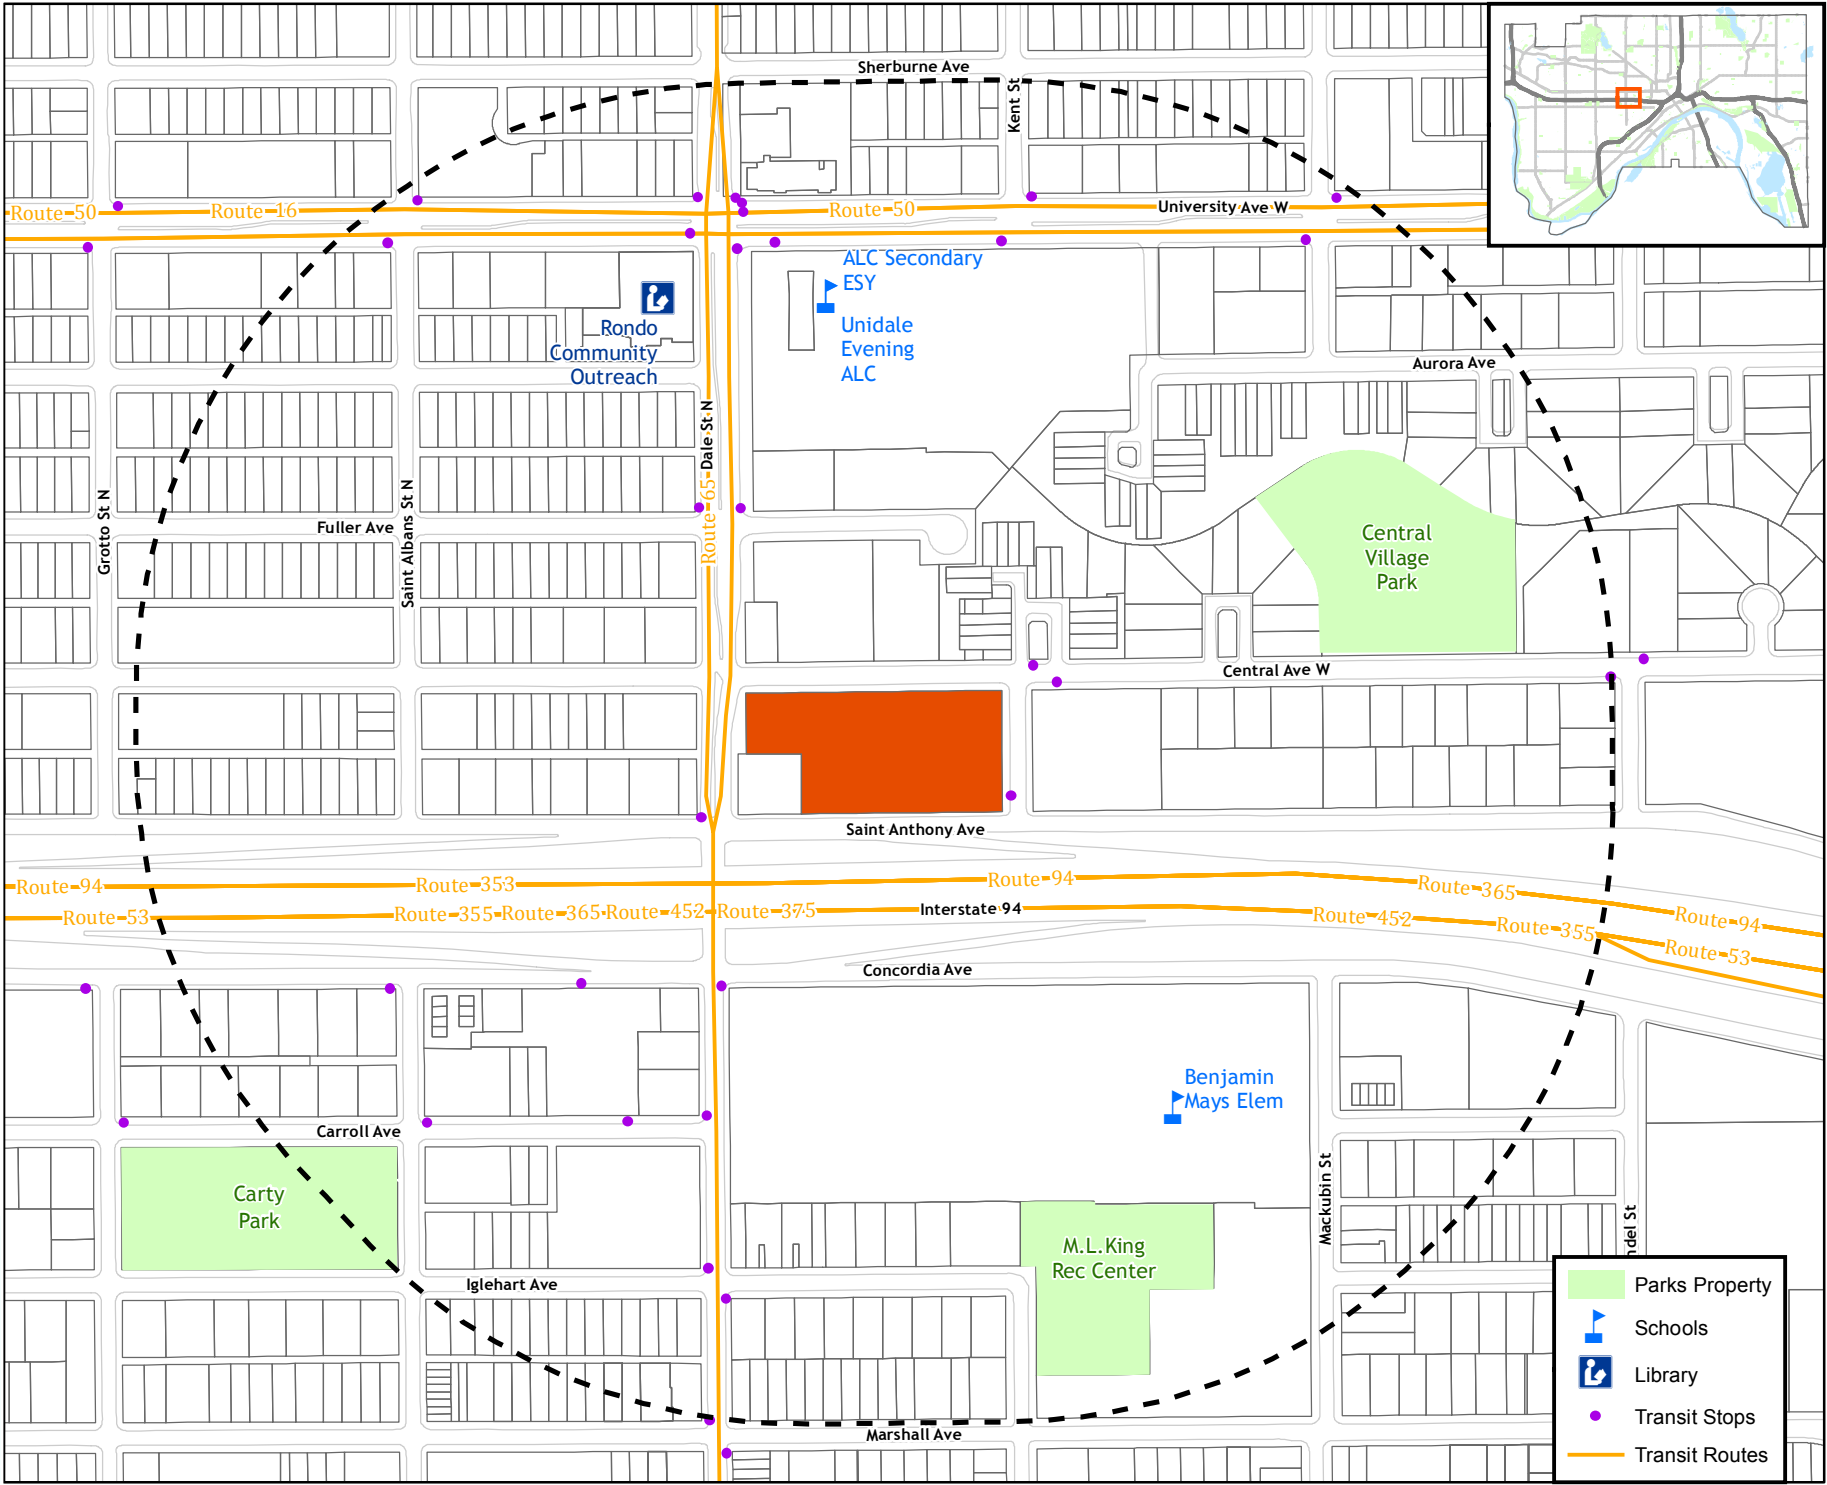 Sherburne Ave
Kent St
Route 50
Route 16
Route 50
University Ave W
ALC Secondary
ESY
Unidale
Evening
ALC
Rondo
Community
Outreach
Aurora Ave
Dale St N
Route 65
Grotto St N
Saint Albans St N
Fuller Ave
Central
Village
Park
Central Ave W
Saint Anthony Ave
Route 94
Route 353
Route 94
Route 365
Route 94
Route 53
Route 355
Route 365
Route 452
Route 375
Interstate 94
Route 452
Route 355
Route 53
Concordia Ave
Benjamin
Mays Elem
Carroll Ave
Carty
Park
Mackubin St
ndel St
M.L.King
Rec Center
Iglehart Ave
Marshall Ave
Parks Property
Schools
Library
Transit Stops
Transit Routes